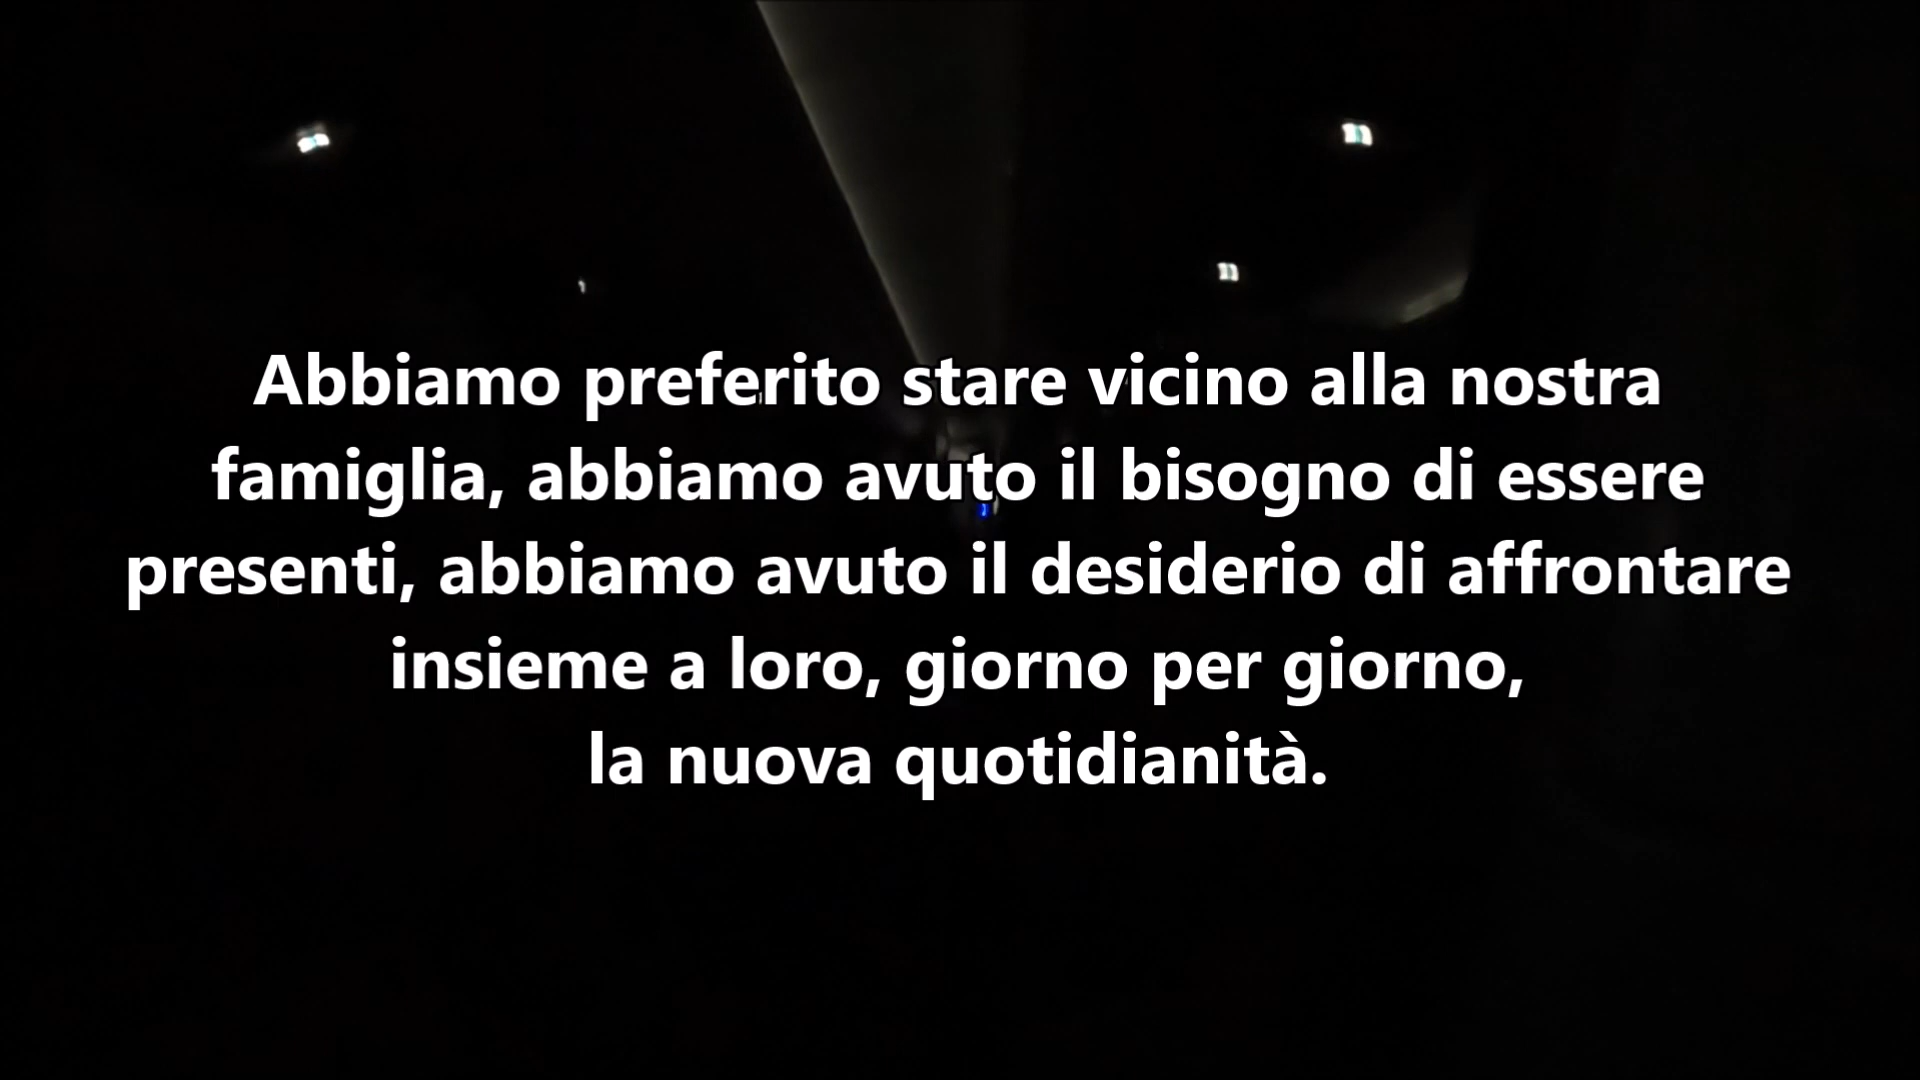 Abbiamo preferito stare vicino alla nostra
famiglia, abbiamo avuto il bisogno di essere
presenti, abbiamo avuto il desiderio di affrontare
insieme a loro, giorno per giorno,
la nuova quotidianità.